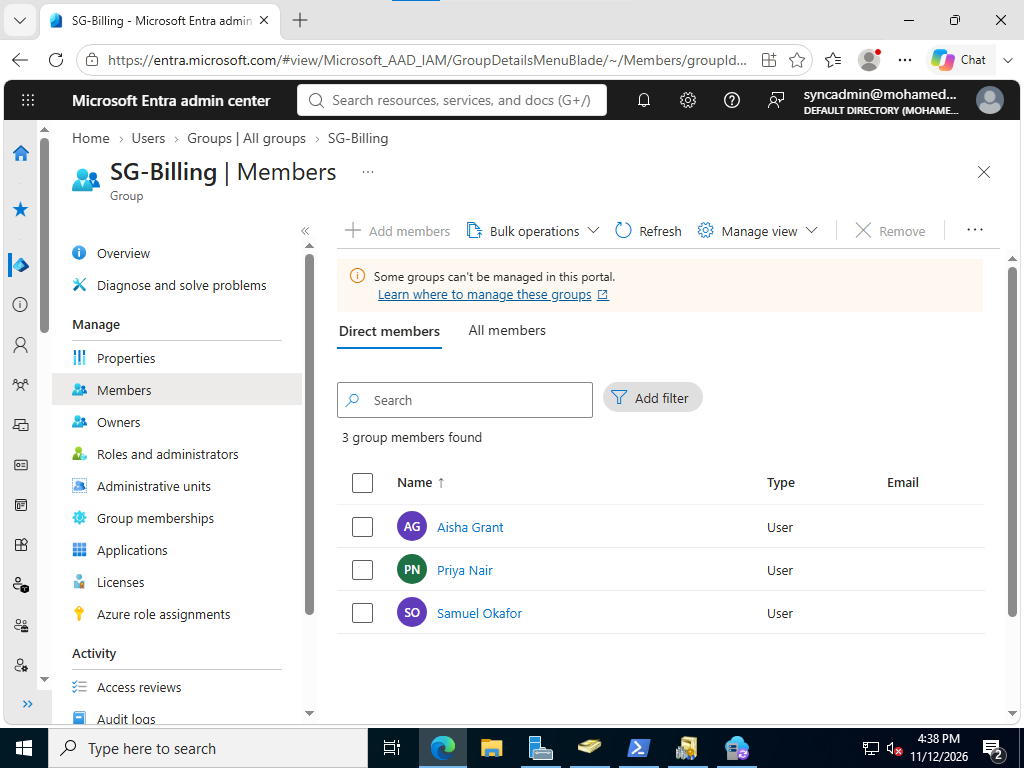 SG-Billing - Microsoft Entra admin
https://entra.microsoft.com/#view/Microsoft_AAD_IAM/GroupDetailsMenuBlade/~/Members/groupId...
Chat
Microsoft Entra admin center
Search resources, services, and docs (G+/)
syncadmin@mohamed...
DEFAULT DIRECTORY (MOHAME...
Home > Users > Groups | All groups > SG-Billing
SG-Billing | Members ...
Group
Add members
Bulk operations
Refresh
Manage view
Remove
...
Overview
Diagnose and solve problems
Manage
Properties
Members
Owners
Roles and administrators
Administrative units
Group memberships
Applications
Licenses
Azure role assignments
Activity
Access reviews
Audit logs
Some groups can't be managed in this portal.
Learn where to manage these groups
Direct members
All members
Search
Add filter
3 group members found
Name ↑ Type Email
AG Aisha Grant User
PN Priya Nair User
SO Samuel Okafor User
Type here to search
4:38 PM
11/12/2026
2